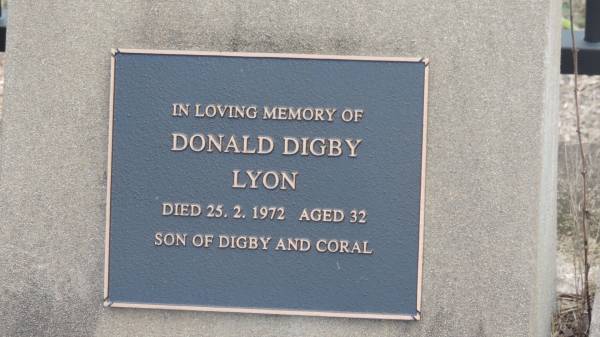 IN LOVING MEMORY OF
DONALD DIGBY
LYON
DIED 25. 2. 1972 AGED 32
SON OF DIGBY AND CORAL